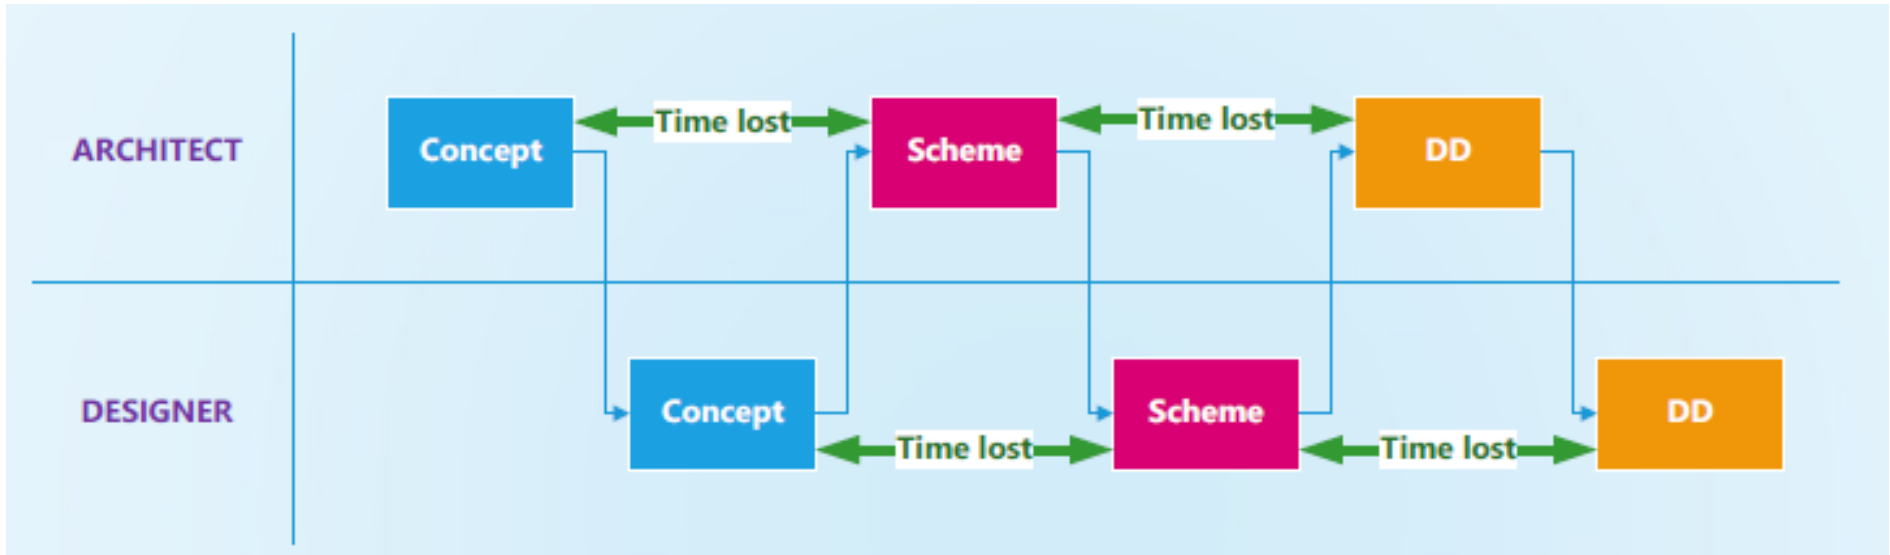 ARCHITECT
Concept
Time lost
Scheme
Time lost
DD
DESIGNER
Concept
Time lost
Scheme
Time lost
DD